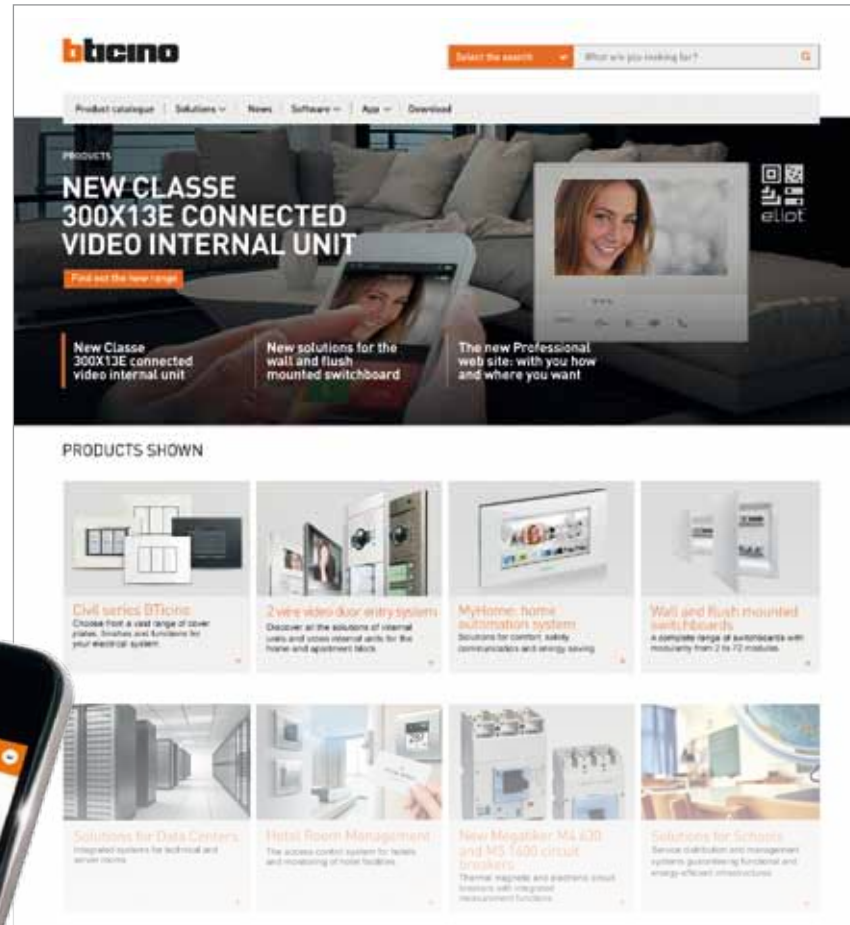 bticino
Select the search
What are you looking for?
Product catalogue | Solutions | News | Software | App | Download
PRODUCTS
NEW CLASSE
300X13E CONNECTED
VIDEO INTERNAL UNIT
Find out the new range
eliot
New Classe
300X13E connected
video internal unit
New solutions for the
wall and flush
mounted switchboard
The new Professional
web site: with you how
and where you want
PRODUCTS SHOWN
Civil series BTicino
Choose from a vast range of cover
plates, finishes and functions for
your electrical system.
2 wire video door entry system
Discover all the solutions of internal
units and video internal units for the
home and apartment block.
MyHome: home
automation system
Solutions for comfort, safety
communication and energy saving
Wall and flush mounted
switchboards
A complete range of switchboards with
modularity from 2 to 72 modules.
Solutions for Data Centers
Integrated systems for technical and
server rooms
Hotel Room Management
The access control system for hotels
and monitoring of hotel facilities
New Megatiker M4 630
and M5 1600 circuit
breakers
Thermal magnetic and electronic circuit
breakers with integrated
measurement functions
Solutions for Schools
Service distribution and management
systems guaranteeing functional and
energy-efficient infrastructures